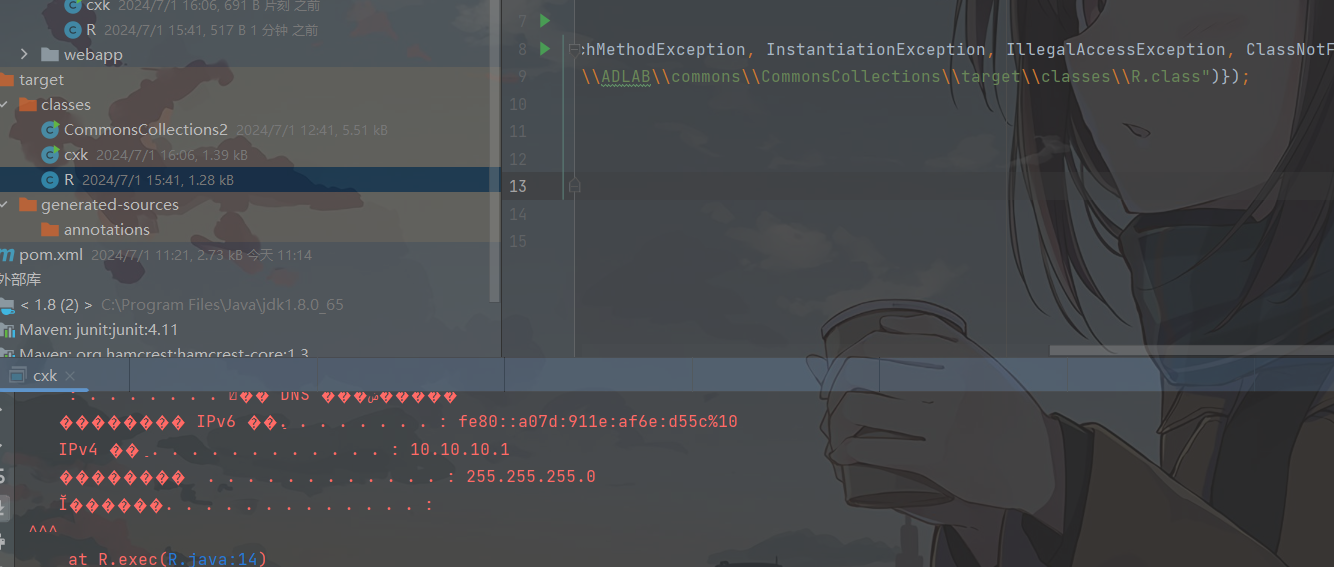 cxk 2024/7/1 16:06, 691 B 片刻 之前
R 2024/7/1 15:41, 517 B 1 分钟 之前
webapp
target
classes
CommonsCollections2 2024/7/1 12:41, 5.51 kB
cxk 2024/7/1 16:06, 1.39 kB
R 2024/7/1 15:41, 1.28 kB
generated-sources
annotations
pom.xml 2024/7/1 11:21, 2.73 kB 今天 11:14
外部库
< 1.8 (2) > C:\Program Files\Java\jdk1.8.0_65
Maven: junit:junit:4.11
Maven: org.hamcrest:hamcrest-core:1.3
7
8 chMethodException, InstantiationException, IllegalAccessException, ClassNotF
9 \\ADLAB\\commons\\CommonsCollections\\target\\classes\\R.class")});
10
11
12
13
14
15
cxk
: . . . . . . . �� DNS ���׺�����
�������� IPv6 ��. . . . . . . . : fe80::a07d:911e:af6e:d55c%10
IPv4 ��. . . . . . . . . . . . : 10.10.10.1
�������� . . . . . . . . . . . . : 255.255.255.0
Ĭ������. . . . . . . . . . . . . :
^^^
at R.exec(R.java:14)